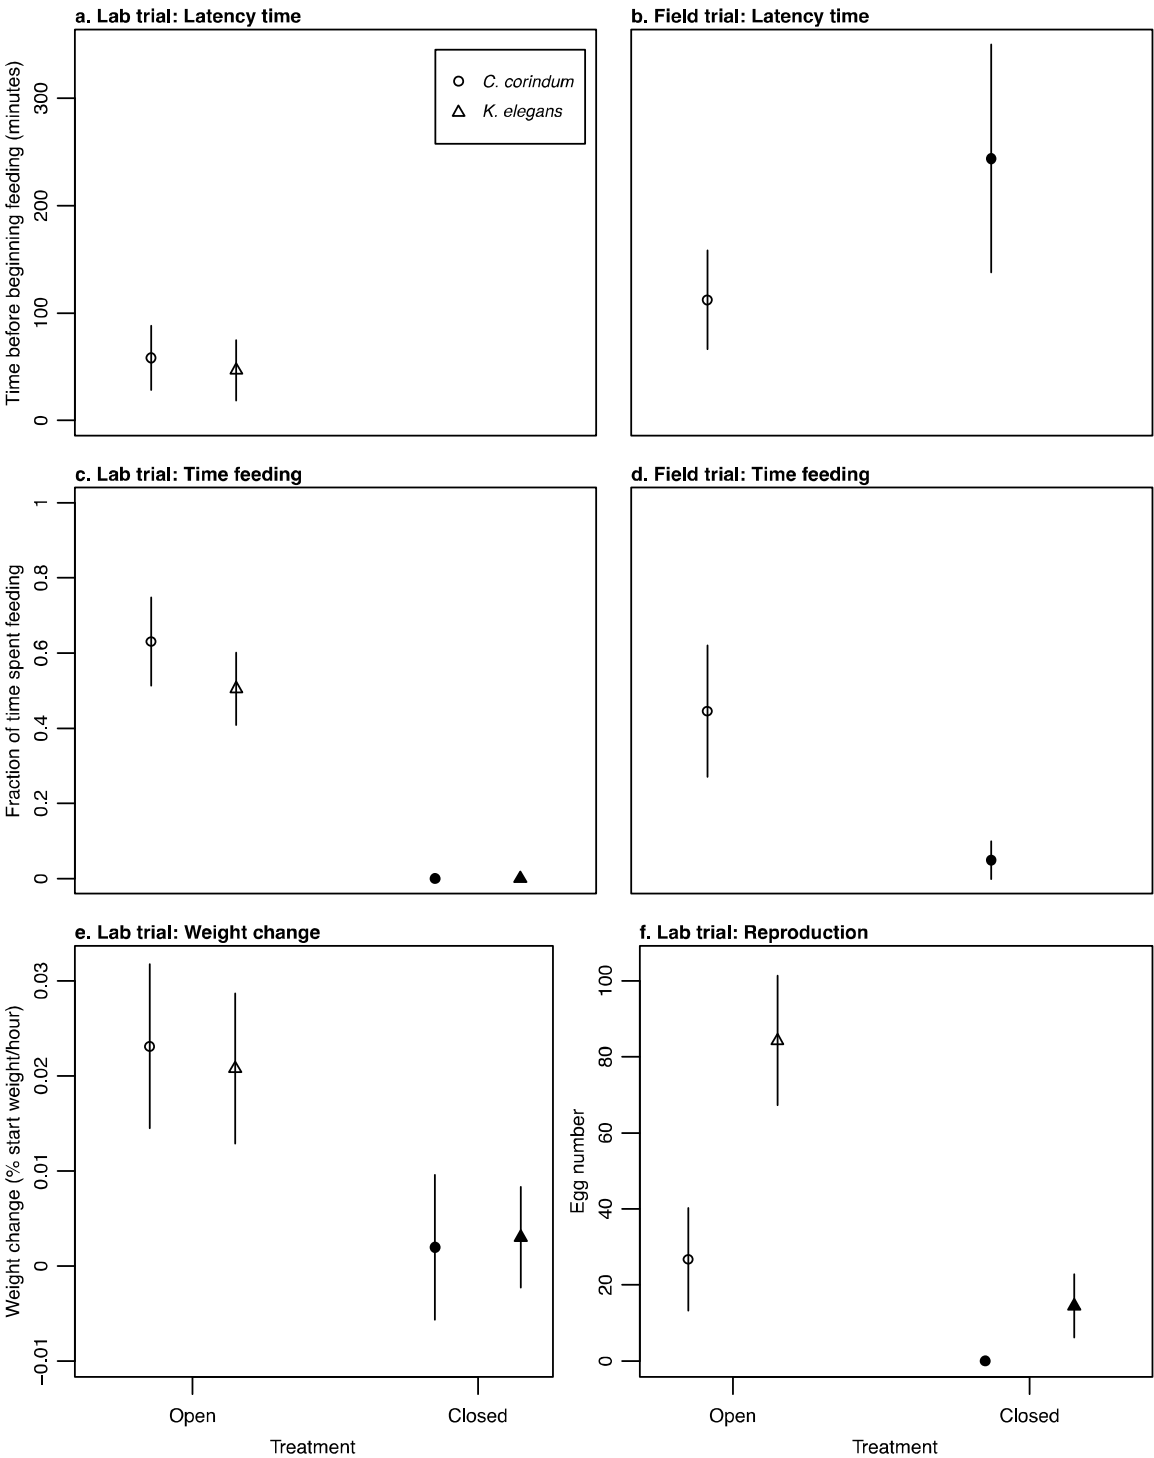 a. Lab trial: Latency time
b. Field trial: Latency time
Time before beginning feeding (minutes)
300
200
100
0
C. corindum
K. elegans
c. Lab trial: Time feeding
d. Field trial: Time feeding
Fraction of time spent feeding
1
0.8
0.6
0.4
0.2
0
e. Lab trial: Weight change
f. Lab trial: Reproduction
Weight change (% start weight/hour)
0.03
0.02
0.01
0
−0.01
Egg number
100
80
60
40
20
0
Open
Closed
Open
Closed
Treatment
Treatment